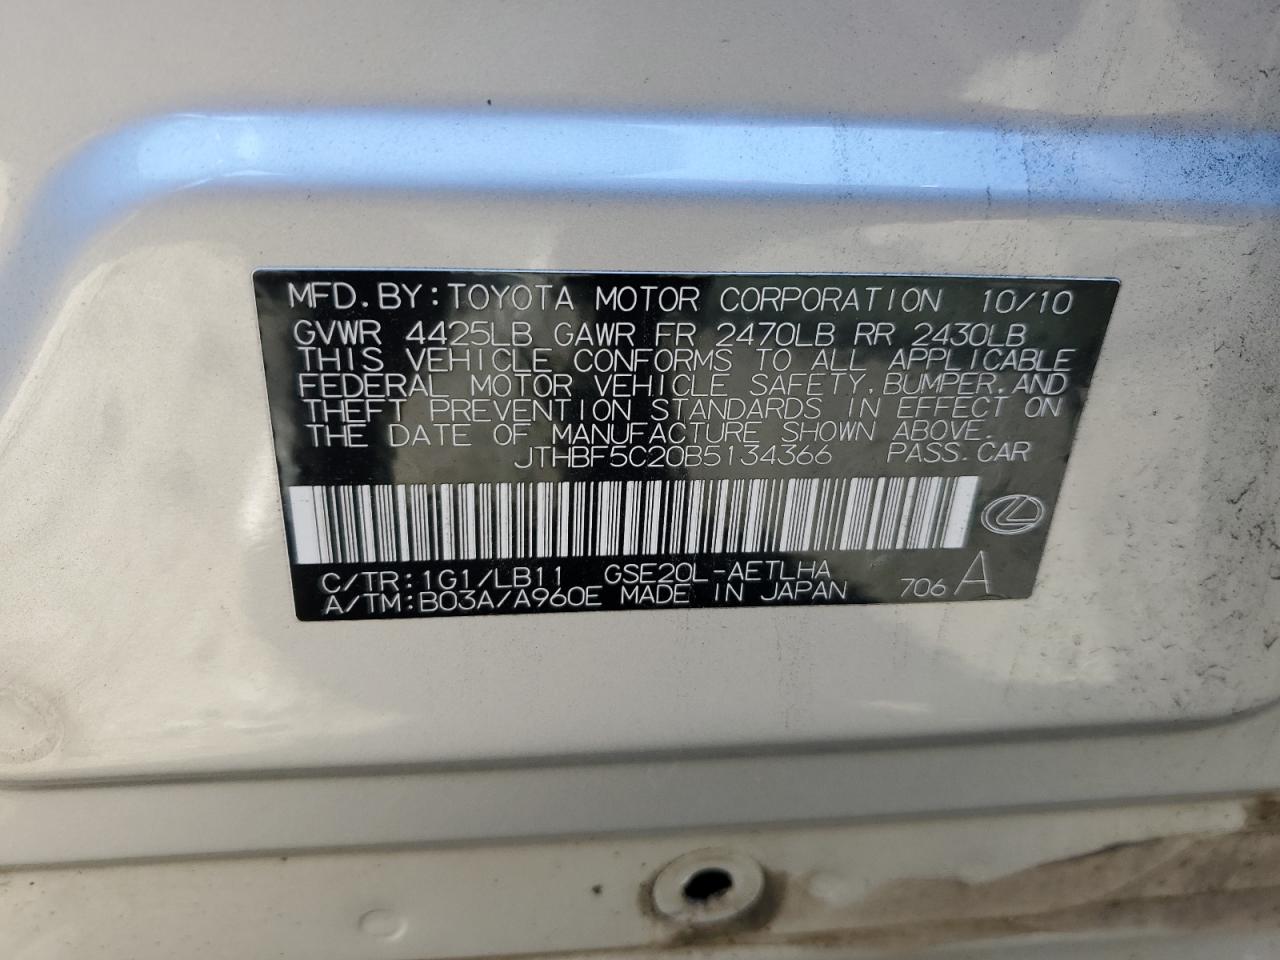 MFD.BY:TOYOTA MOTOR CORPORATION 10/10
GVWR 4425LB GAWR FR 2470LB RR 2430LB
THIS VEHICLE CONFORMS TO ALL APPLICABLE
FEDERAL MOTOR VEHICLE SAFETY,BUMPER,AND
THEFT PREVENTION STANDARDS IN EFFECT ON
THE DATE OF MANUFACTURE SHOWN ABOVE.
JTHBF5C20B5134366 PASS.CAR
C/TR:1G1/LB11 GSE20L-AETLHA
A/TM:B03A/A960E MADE IN JAPAN 706 A